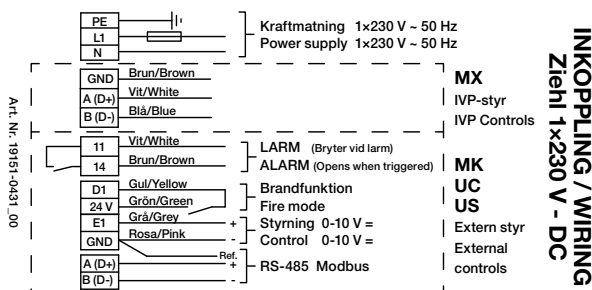 PE
L1
N
Kraftmatning 1×230 V ~ 50 Hz
Power supply 1×230 V ~ 50 Hz
GND Brun/Brown
A (D+) Vit/White
B (D-) Blå/Blue
MX
IVP-styr
IVP Controls
11 Vit/White
14 Brun/Brown
LARM (Bryter vid larm)
ALARM (Opens when triggered)
D1 Gul/Yellow
24 V Grön/Green
Brandfunktion
Fire mode
E1 Grå/Grey +
GND Rosa/Pink -
Styrning 0-10 V =
Control 0-10 V =
Ref.
A (D+) +
B (D-) -
RS-485 Modbus
MK
UC
US
Extern styr
External
controls
INKOPPLING / WIRING
Ziehl 1×230 V - DC
Art. Nr. 19151-0431_00